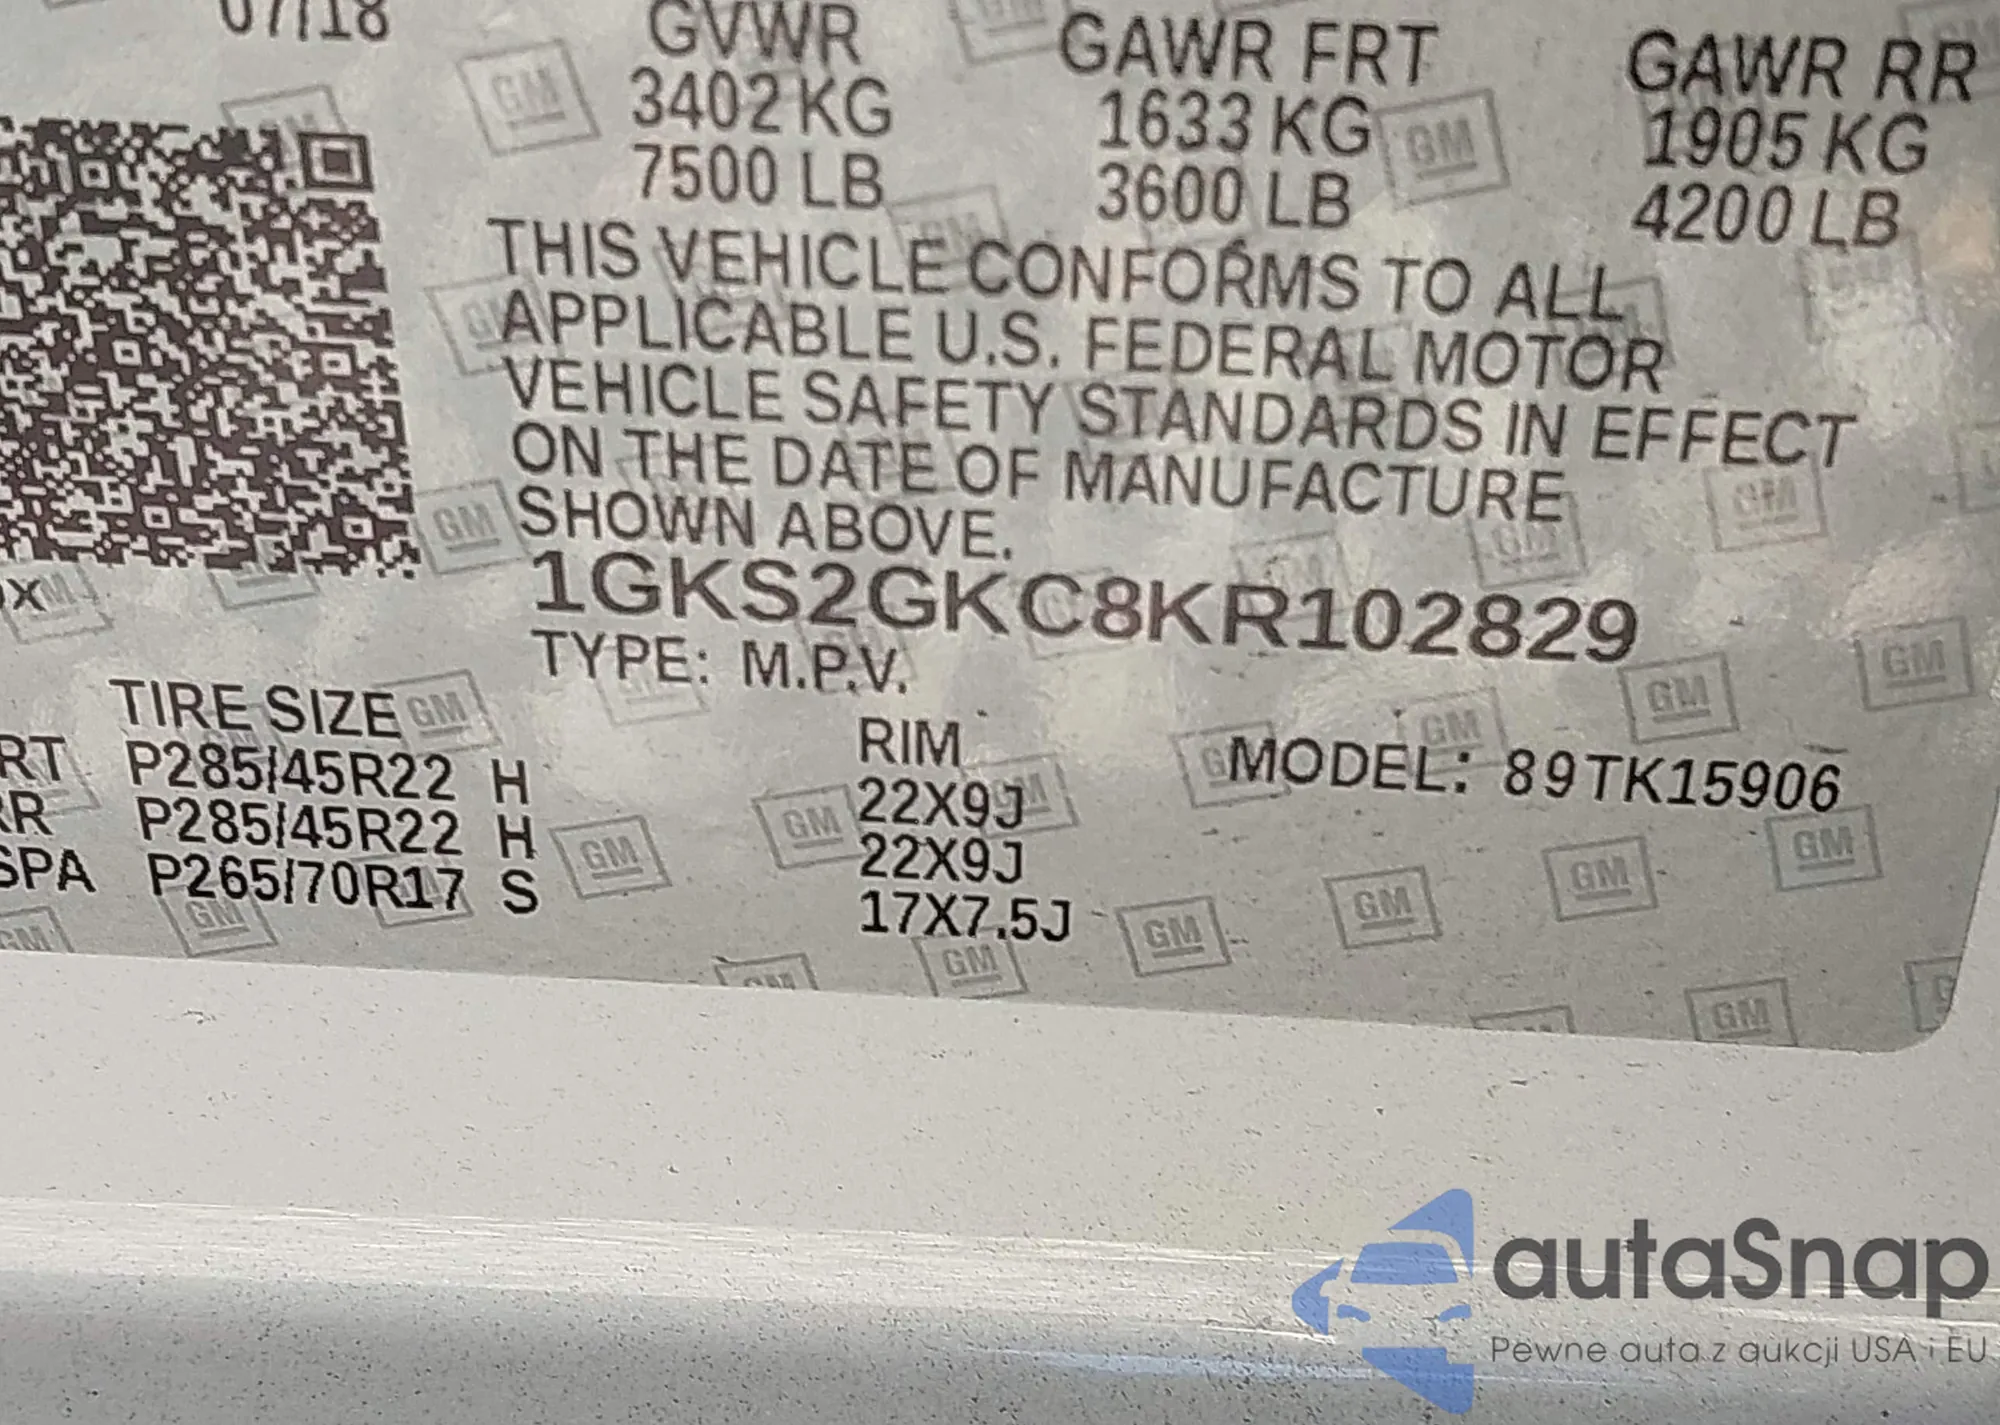 07/18
GVWR GAWR FRT GAWR RR
3402 KG 1633 KG 1905 KG
7500 LB 3600 LB 4200 LB
THIS VEHICLE CONFORMS TO ALL
APPLICABLE U.S. FEDERAL MOTOR
VEHICLE SAFETY STANDARDS IN EFFECT
ON THE DATE OF MANUFACTURE
SHOWN ABOVE.
1GKS2GKC8KR102829
TYPE: M.P.V.
TIRE SIZE RIM MODEL: 89TK15906
RT P285/45R22 H 22X9J
RR P285/45R22 H 22X9J
SPA P265/70R17 S 17X7.5J
GM
autaSnap
Pewne auta z aukcji USA i EU